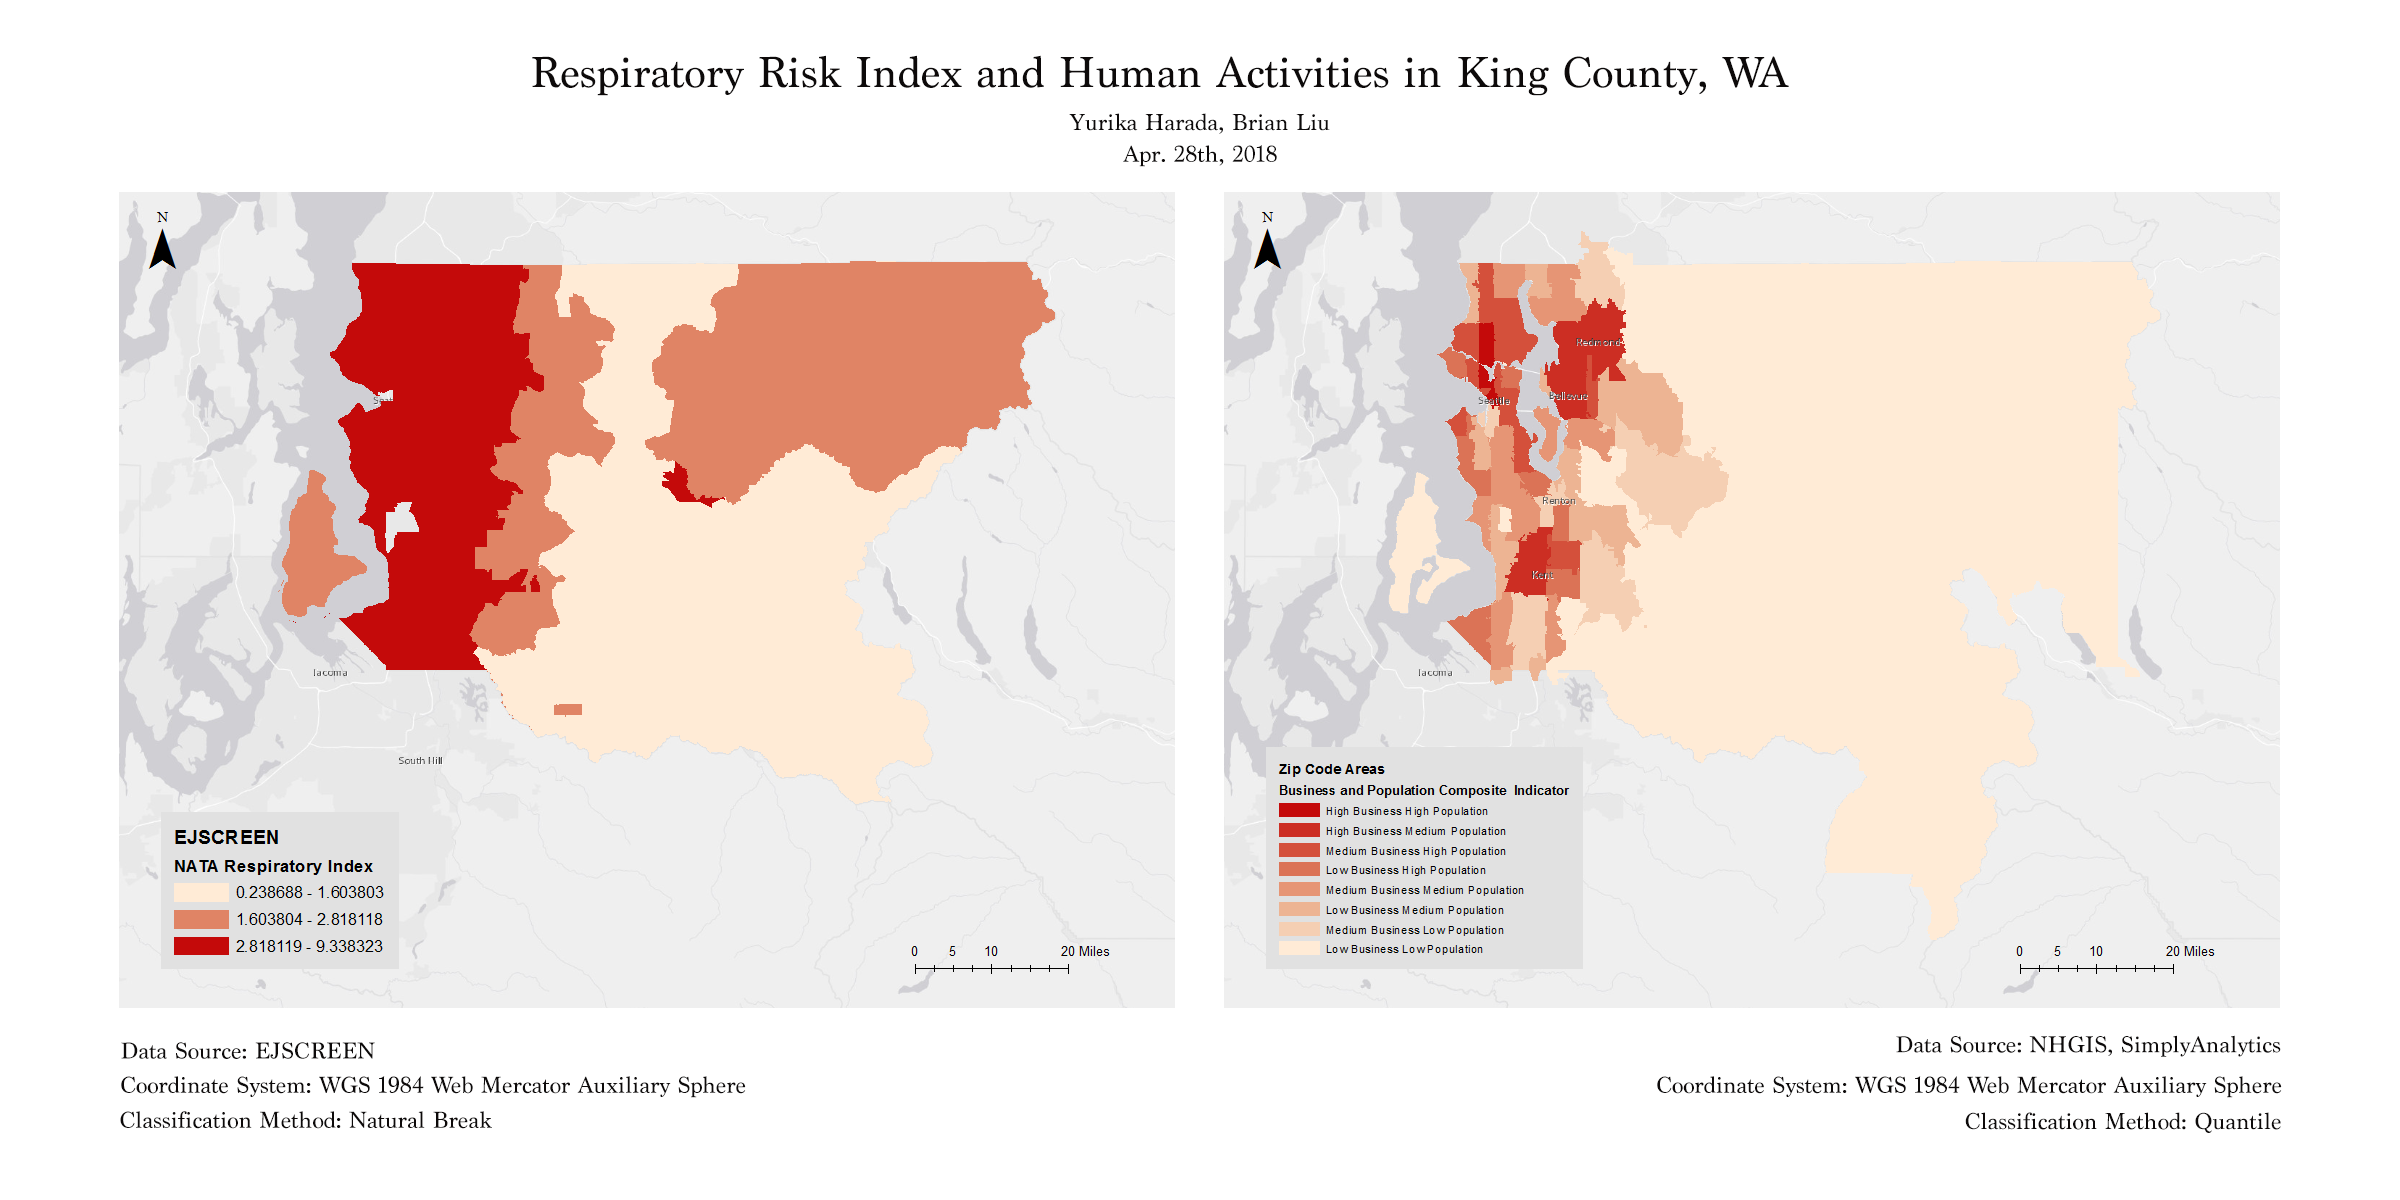 Respiratory Risk Index and Human Activities in King County, WA
Yurika Harada, Brian Liu
Apr. 28th, 2018
N
Seat
Tacoma
South Hill
EJSCREEN
NATA Respiratory Index
0.238688 - 1.603803
1.603804 - 2.818118
2.818119 - 9.338323
0 5 10 20 Miles
N
Redmond
Bellevue
Seattle
Renton
Kent
Tacoma
Zip Code Areas
Business and Population Composite Indicator
High Business High Population
High Business Medium Population
Medium Business High Population
Low Business High Population
Medium Business Medium Population
Low Business Medium Population
Medium Business Low Population
Low Business Low Population
0 5 10 20 Miles
Data Source: EJSCREEN
Coordinate System: WGS 1984 Web Mercator Auxiliary Sphere
Classification Method: Natural Break
Data Source: NHGIS, SimplyAnalytics
Coordinate System: WGS 1984 Web Mercator Auxiliary Sphere
Classification Method: Quantile